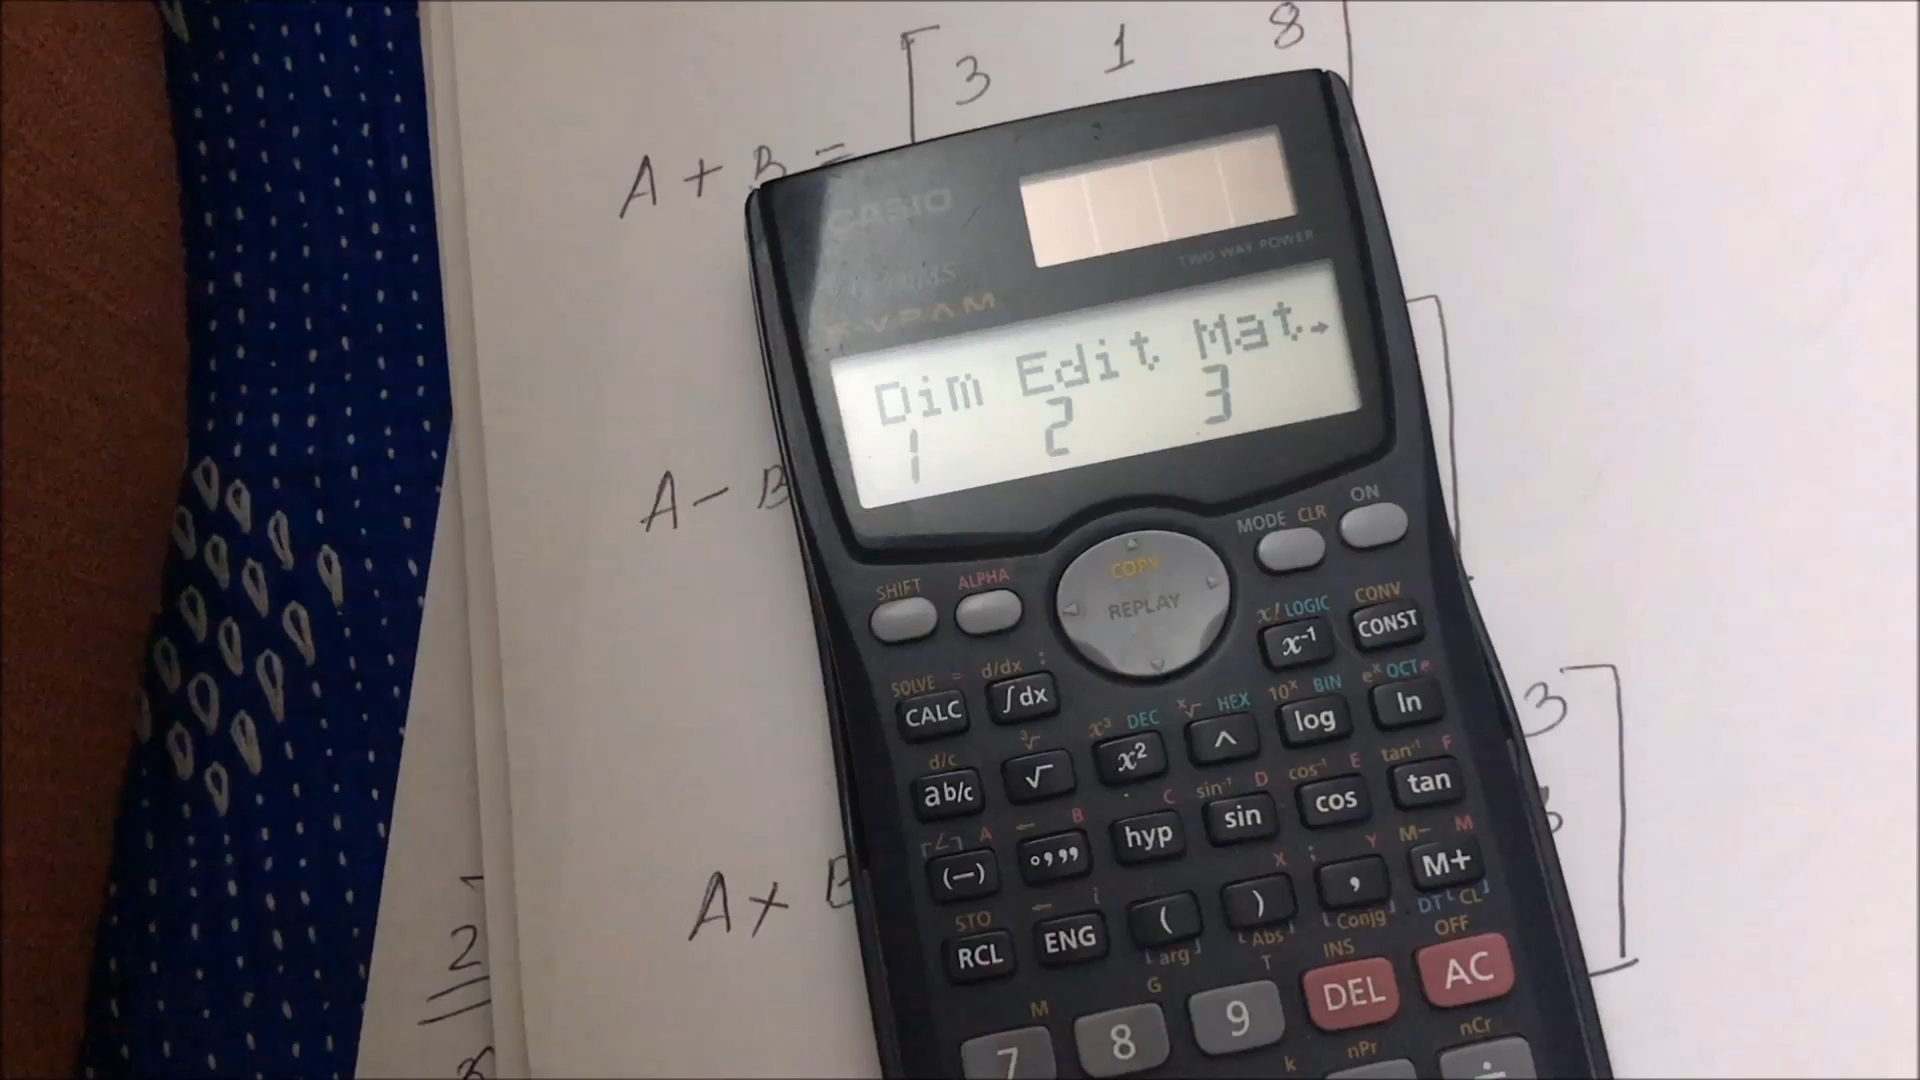 3 1 8
A + B =
CASIO
TWO WAY POWER
Dim Edit Mat
1 2 3
A - B
MODE CLR ON
SHIFT ALPHA
COPY
REPLAY
x! LOGIC CONV
x⁻¹ CONST
SOLVE = d/dx :
CALC ∫dx
x³ DEC ˣ√ HEX 10ˣ BIN eˣ OCT e
x² ^ log ln
d/c ³√
ab/c √
sin⁻¹ D cos⁻¹ E tan⁻¹ F
sin cos tan
A ← B C
(−) °,,, hyp
X ; Y M− M
) , M+
STO ← i
RCL ENG (
arg Abs Conjg DT CL
INS OFF
DEL AC
M G T
7 8 9
k nPr nCr
÷
3
A x B
2